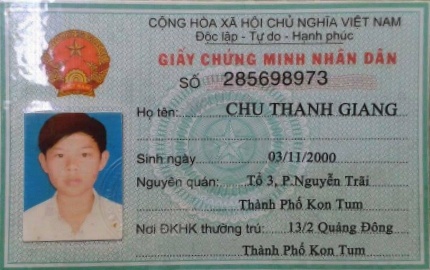 CỘNG HÒA XÃ HỘI CHỦ NGHĨA VIỆT NAM
Độc lập - Tự do - Hạnh phúc
GIẤY CHỨNG MINH NHÂN DÂN
SỐ 285698973
Họ tên: CHU THANH GIANG
Sinh ngày 03/11/2000
Nguyên quán: Tổ 3, P.Nguyễn Trãi
Thành Phố Kon Tum
Nơi ĐKHK thường trú: 13/2 Quảng Đông
Thành Phố Kon Tum